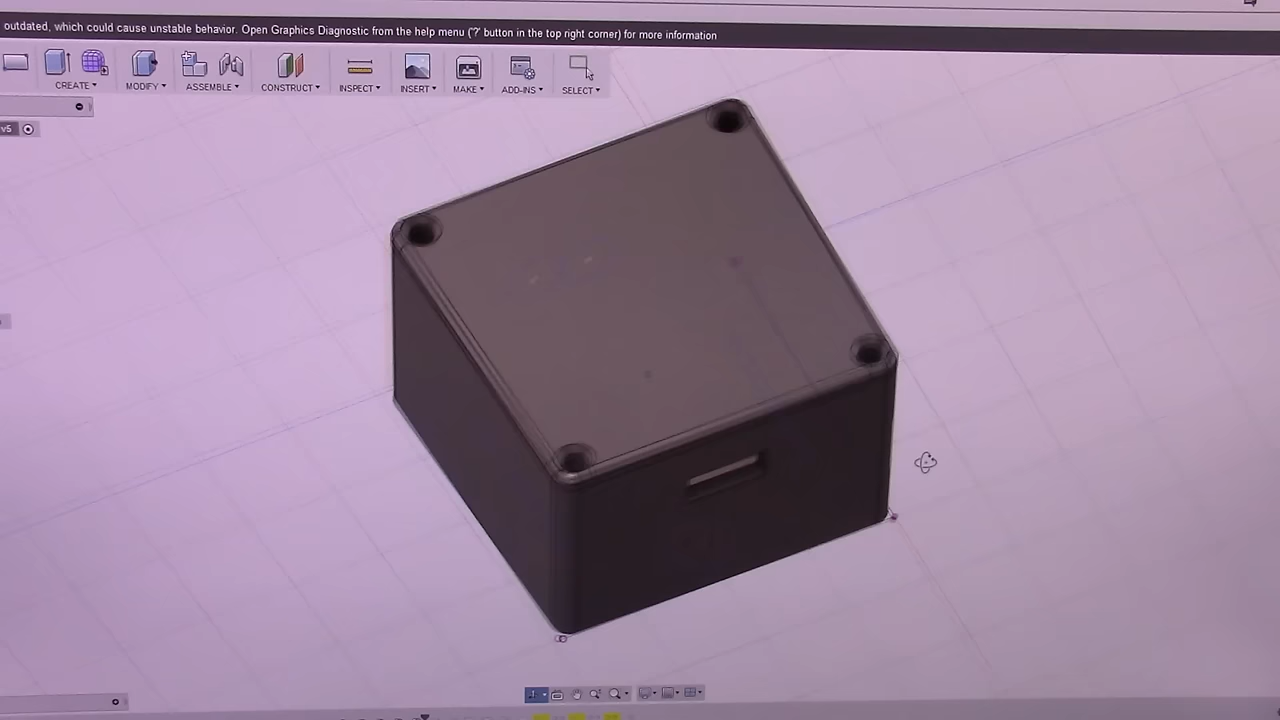 outdated, which could cause unstable behavior. Open Graphics Diagnostic from the help menu ('?' button in the top right corner) for more information
CREATE MODIFY ASSEMBLE CONSTRUCT INSPECT INSERT MAKE ADD-INS SELECT
v5